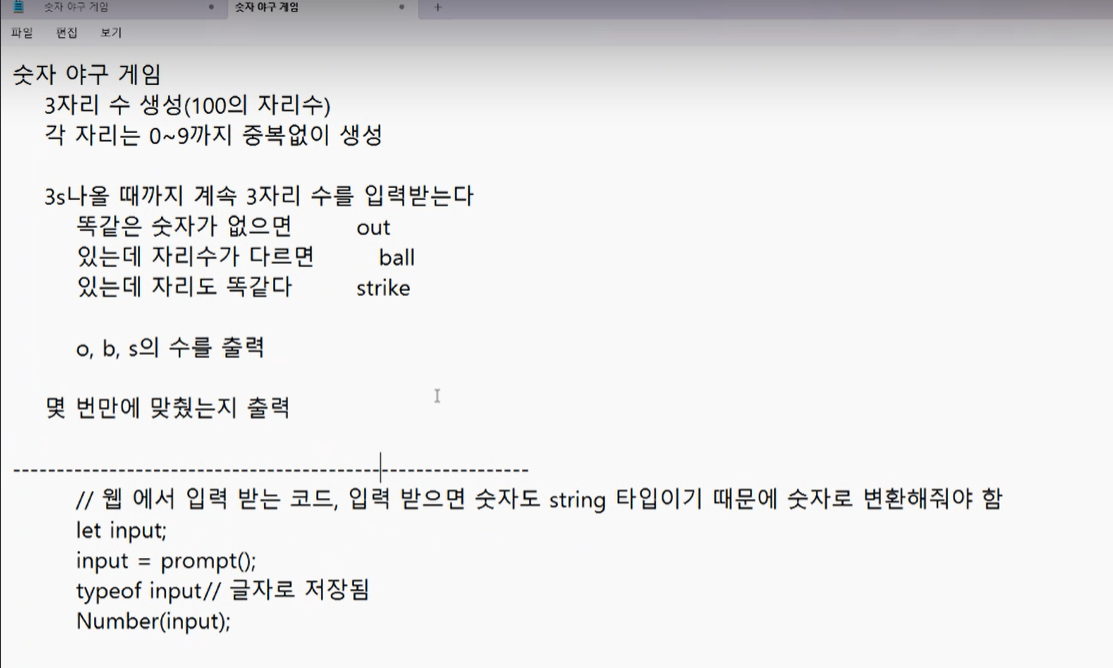 숫자 야구 게임 숫자 야구 게임 +
파일 편집 보기
숫자 야구 게임
3자리 수 생성(100의 자리수)
각 자리는 0~9까지 중복없이 생성
3s나올 때까지 계속 3자리 수를 입력받는다
똑같은 숫자가 없으면 out
있는데 자리수가 다르면 ball
있는데 자리도 똑같다 strike
o, b, s의 수를 출력
몇 번만에 맞췄는지 출력
--------------------------------------------------------
// 웹 에서 입력 받는 코드, 입력 받으면 숫자도 string 타입이기 때문에 숫자로 변환해줘야 함
let input;
input = prompt();
typeof input// 글자로 저장됨
Number(input);